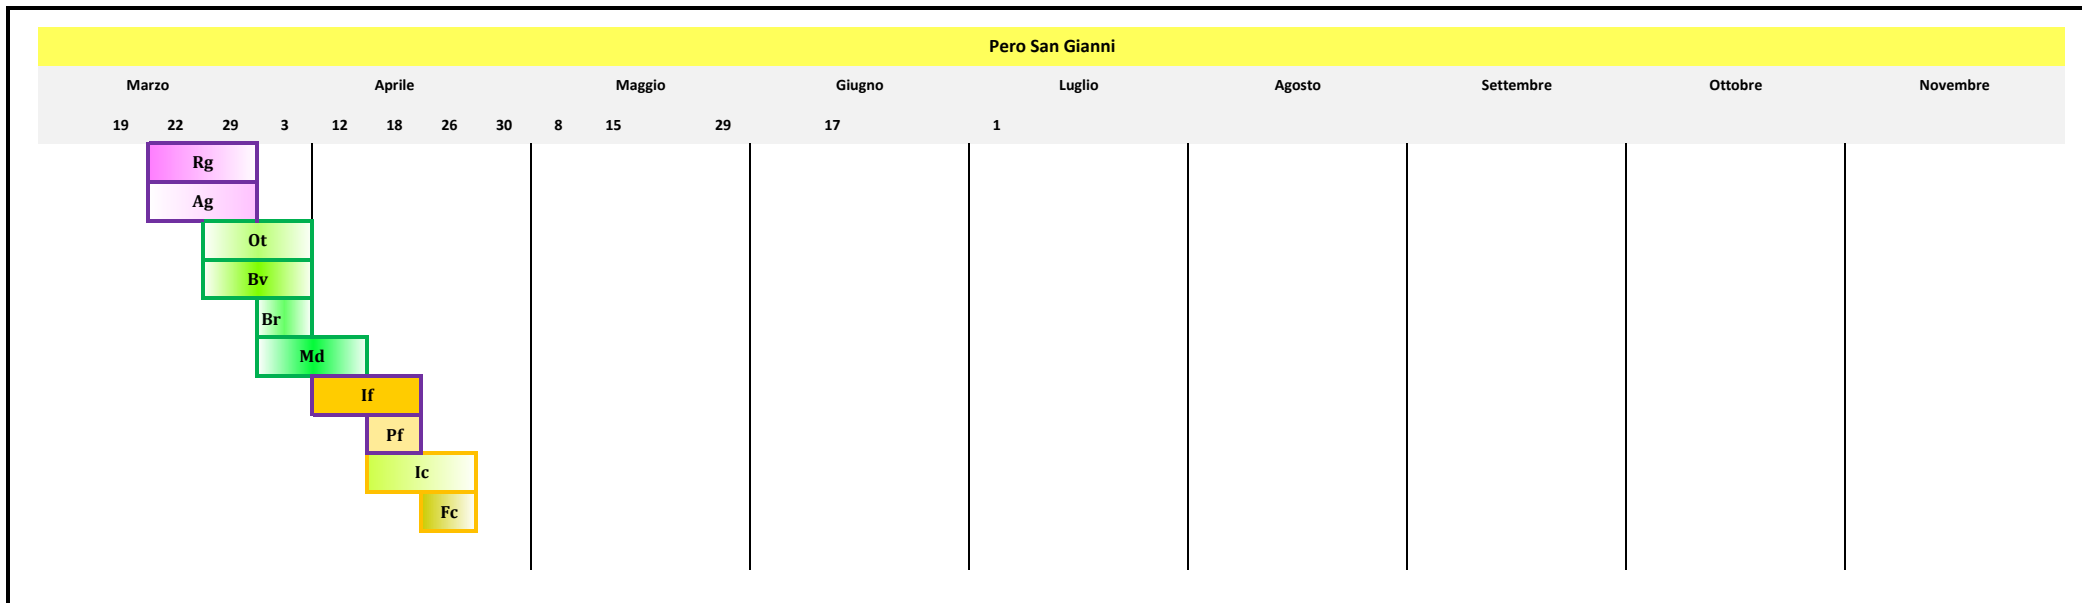 Pero San Gianni
Marzo Aprile Maggio Giugno Luglio Agosto Settembre Ottobre Novembre
19 22 29 3 12 18 26 30 8 15 29 17 1
Rg
Ag
Ot
Bv
Br
Md
If
Pf
Ic
Fc